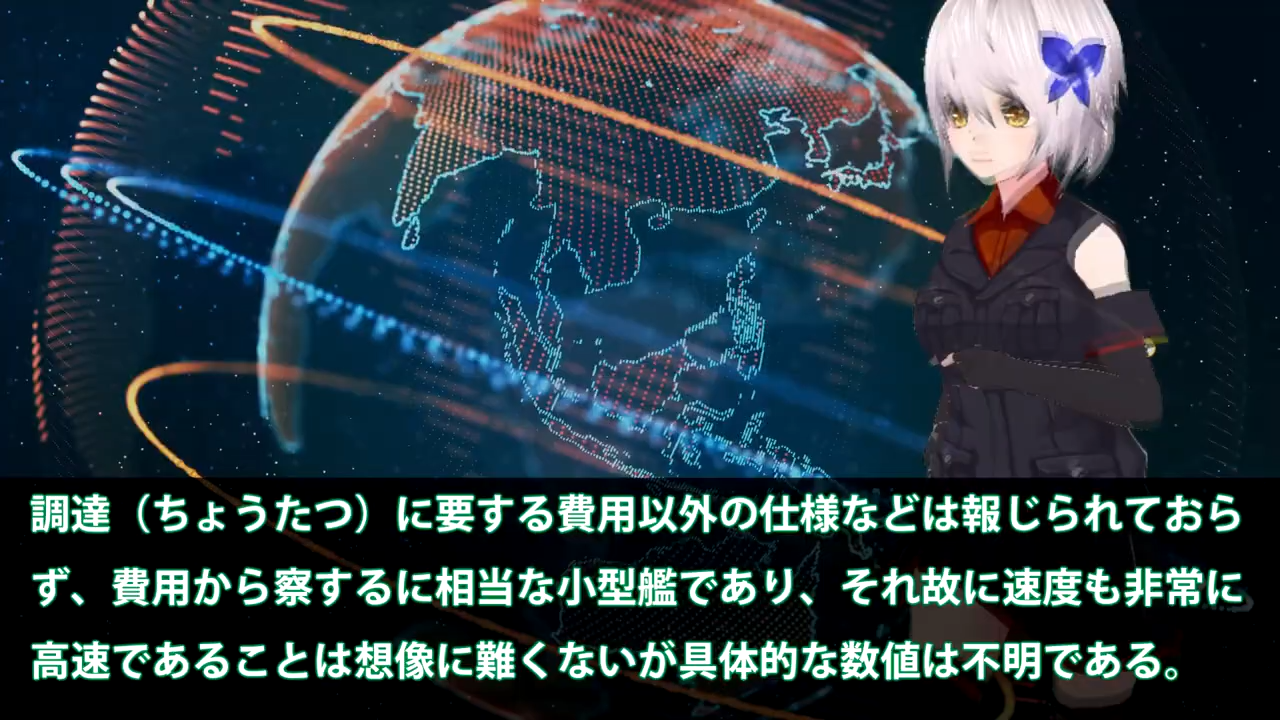 調達（ちょうたつ）に要する費用以外の仕様などは報じられておら
ず、費用から察するに相当な小型艦であり、それ故に速度も非常に
高速であることは想像に難くないが具体的な数値は不明である。